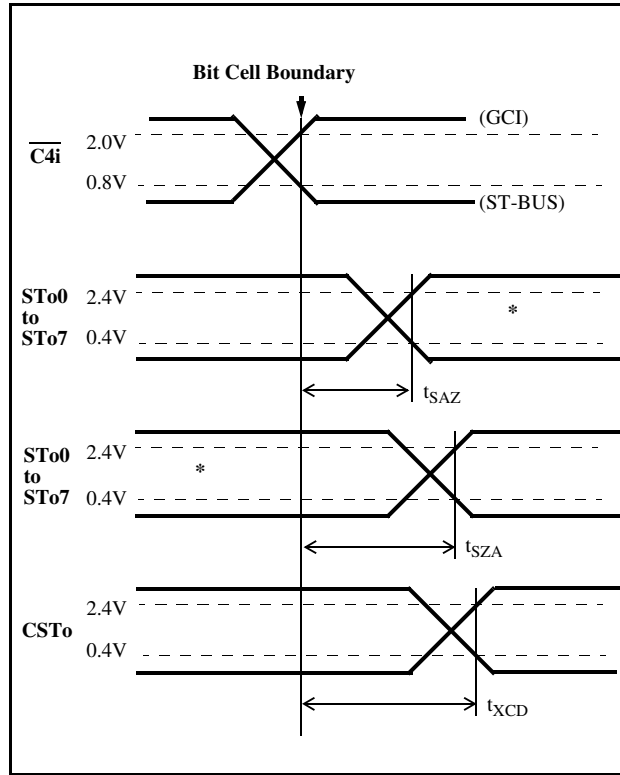 Bit Cell Boundary
(GCI)
C4i
2.0V
0.8V
(ST-BUS)
STo0
to
STo7
2.4V
0.4V
*
tSAZ
STo0
to
STo7
2.4V
0.4V
*
tSZA
CSTo
2.4V
0.4V
tXCD